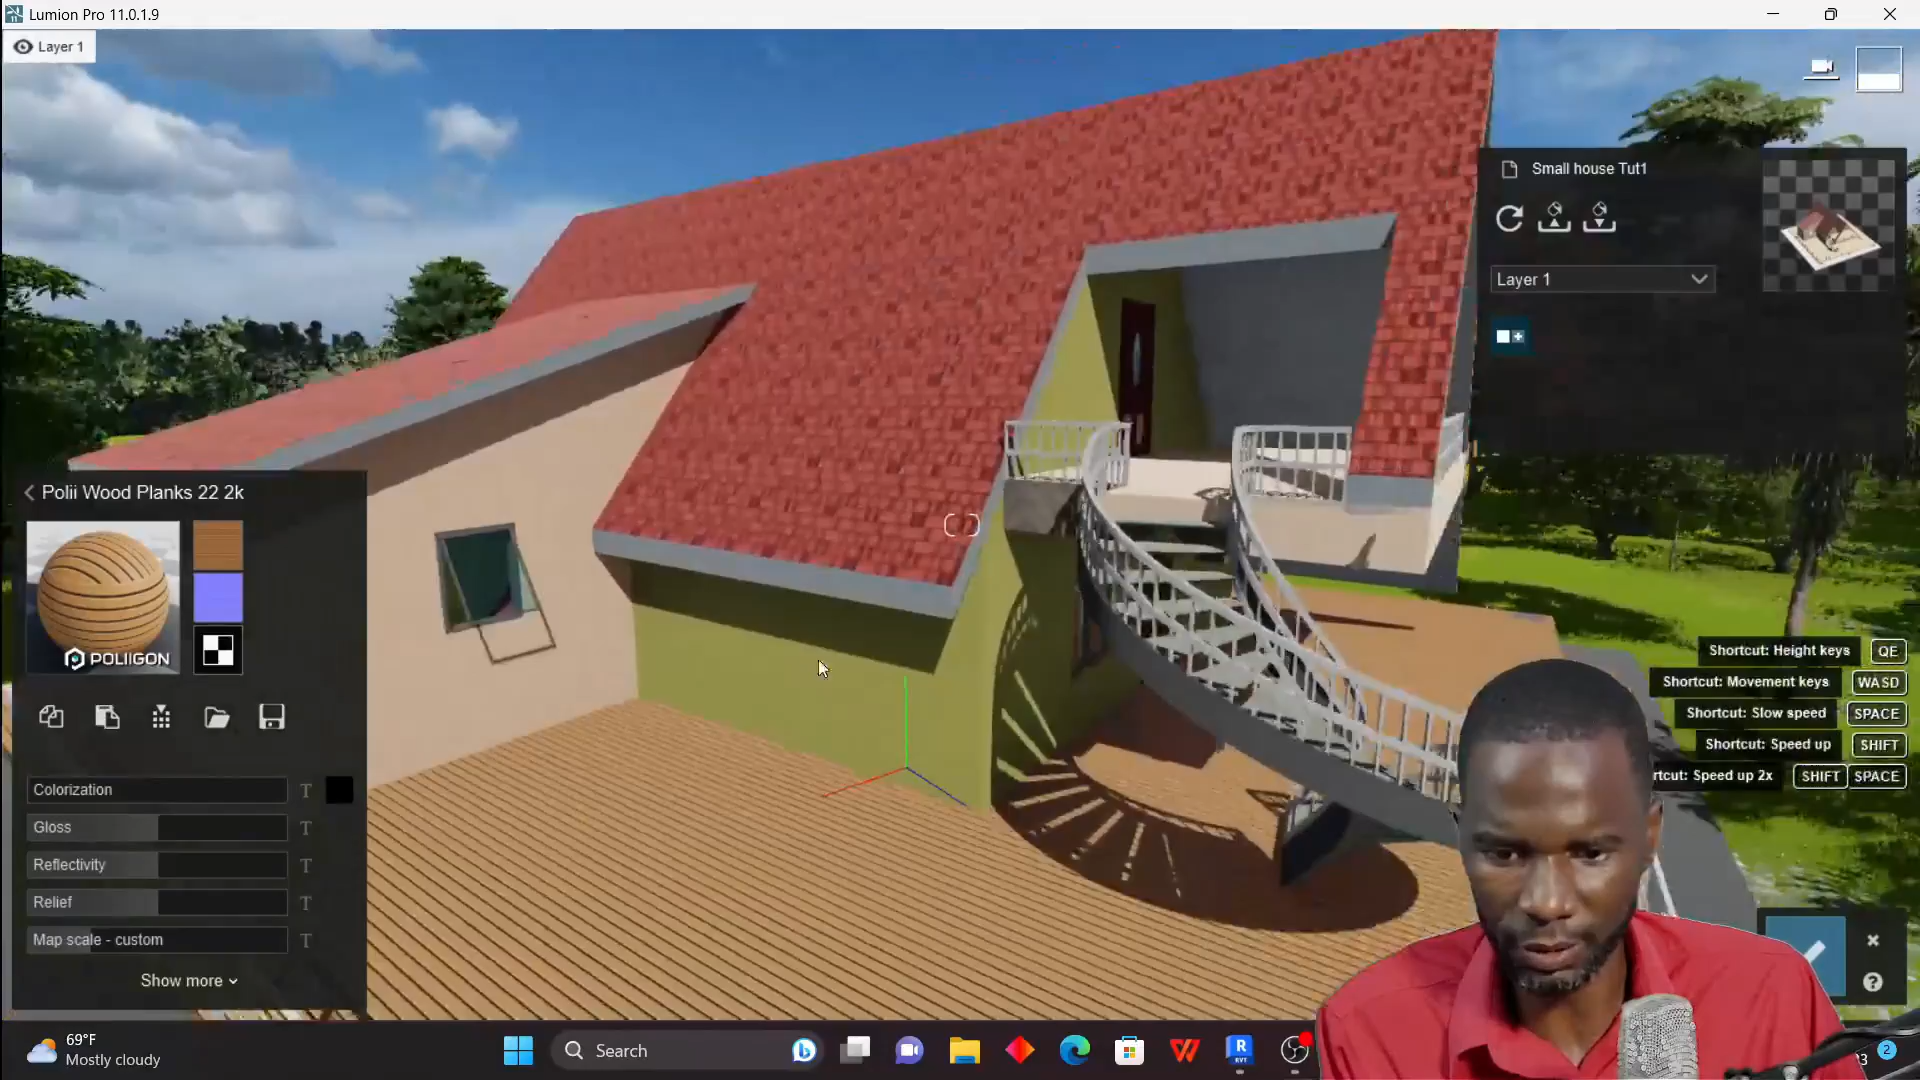 Lumion Pro 11.0.1.9
Layer 1
Small house Tut1
Layer 1
Polii Wood Planks 22 2k
POLIIGON
Colorization
T
Gloss
T
Reflectivity
T
Relief
T
Map scale - custom
T
Show more
Shortcut: Height keys QE
Shortcut: Movement keys WASD
Shortcut: Slow speed SPACE
Shortcut: Speed up SHIFT
rtcut: Speed up 2x SHIFT SPACE
69°F
Mostly cloudy
Search
R
RVT
2